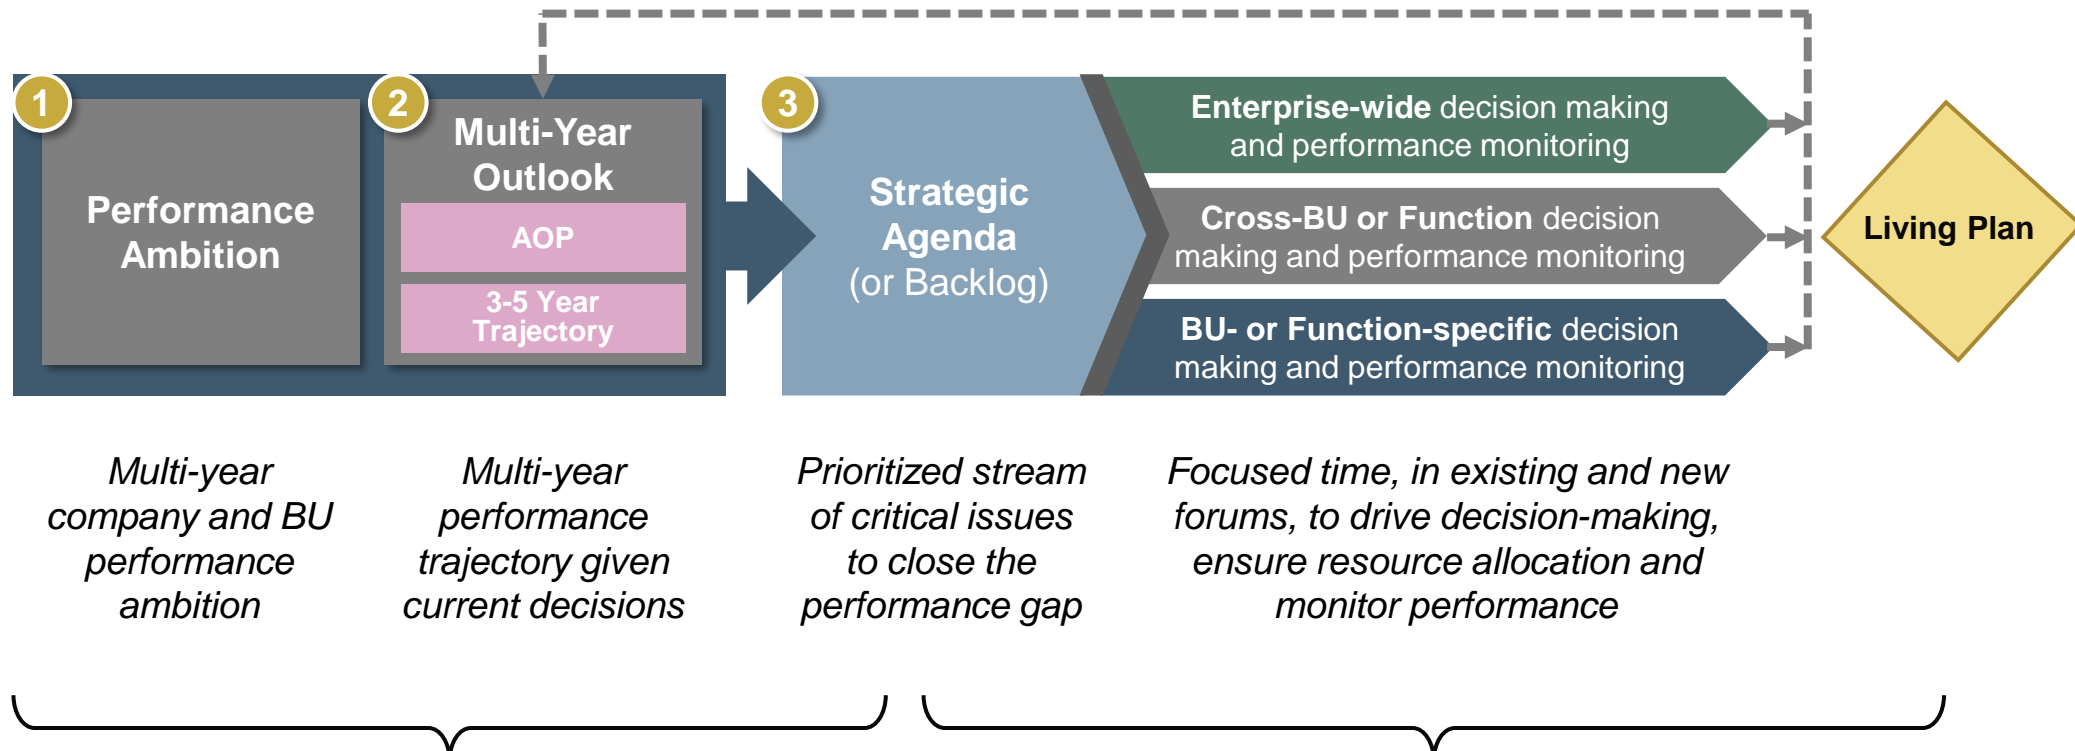 1
Performance
Ambition
2
Multi-Year
Outlook
AOP
3-5 Year
Trajectory
3
Strategic
Agenda
(or Backlog)
Enterprise-wide decision making
and performance monitoring
Cross-BU or Function decision
making and performance monitoring
BU- or Function-specific decision
making and performance monitoring
Living Plan
Multi-year
company and BU
performance
ambition
Multi-year
performance
trajectory given
current decisions
Prioritized stream
of critical issues
to close the
performance gap
Focused time, in existing and new
forums, to drive decision-making,
ensure resource allocation and
monitor performance